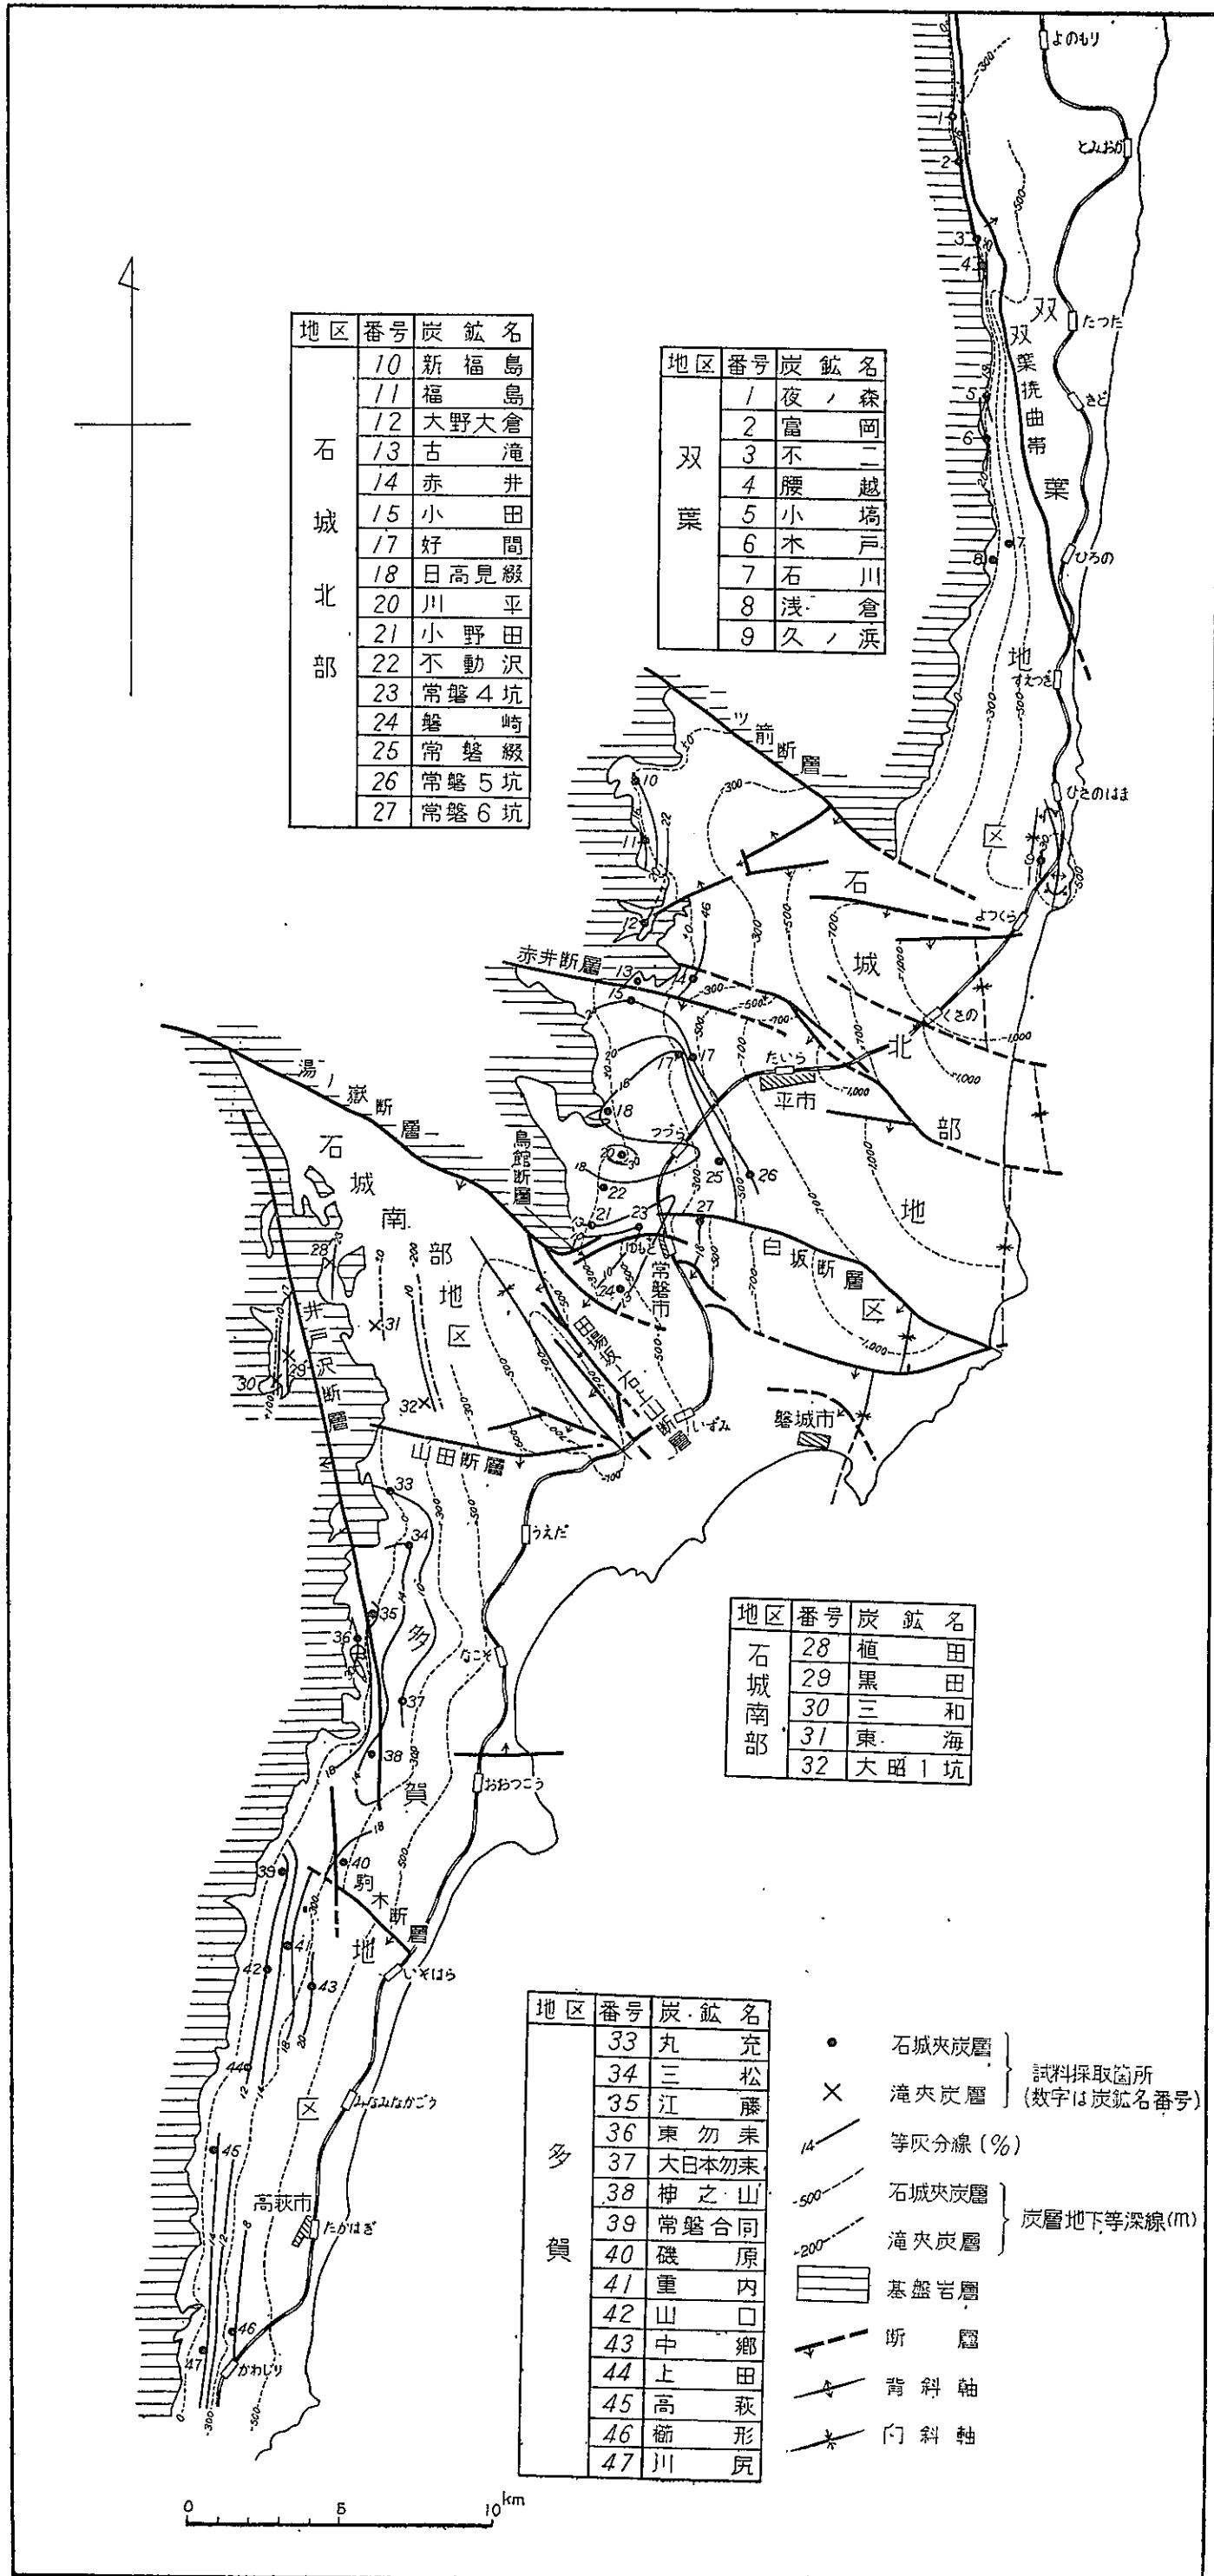 よのもり
とみおか
たつた
きど
ひろの
すえつぎ
ひさのはま
よつくら
くさの
たいら
平市
つづら
ゆもと
常磐市
いずみ
磐城市
うえだ
なこそ
おおつこう
いそはら
みなみなかごう
高萩市
たかはぎ
かわじり
双葉地区
双葉撓曲帯
石城北部地区
石城南部地区
多賀地区
二ツ箭断層
赤井断層
湯ノ嶽断層
鳥館断層
白坂断層
井戸沢断層
山田断層
駒木断層
地区 番号 炭鉱名
石城北部
10 新福島
11 福島
12 大野大倉
13 古滝
14 赤井
15 小田
17 好間
18 日高見綴
20 川平
21 小野田
22 不動沢
23 常磐4坑
24 磐崎
25 常磐綴
26 常磐5坑
27 常磐6坑
地区 番号 炭鉱名
双葉
1 夜ノ森
2 富岡
3 不二
4 腰越
5 小塙
6 木戸
7 石川
8 浅倉
9 久ノ浜
地区 番号 炭鉱名
石城南部
28 植田
29 黒田
30 三和
31 東海
32 大昭1坑
地区 番号 炭鉱名
多賀
33 丸充
34 三松
35 江藤
36 東勿来
37 大日本勿来
38 神之山
39 常磐合同
40 磯原
41 重内
42 山口
43 中郷
44 上田
45 高萩
46 櫛形
47 川尻
石城夾炭層
滝夾炭層
試料採取箇所
(数字は炭鉱名番号)
14 等灰分線(%)
-500 石城夾炭層
-200 滝夾炭層
炭層地下等深線(m)
基盤岩層
断層
背斜軸
向斜軸
0 5 10km